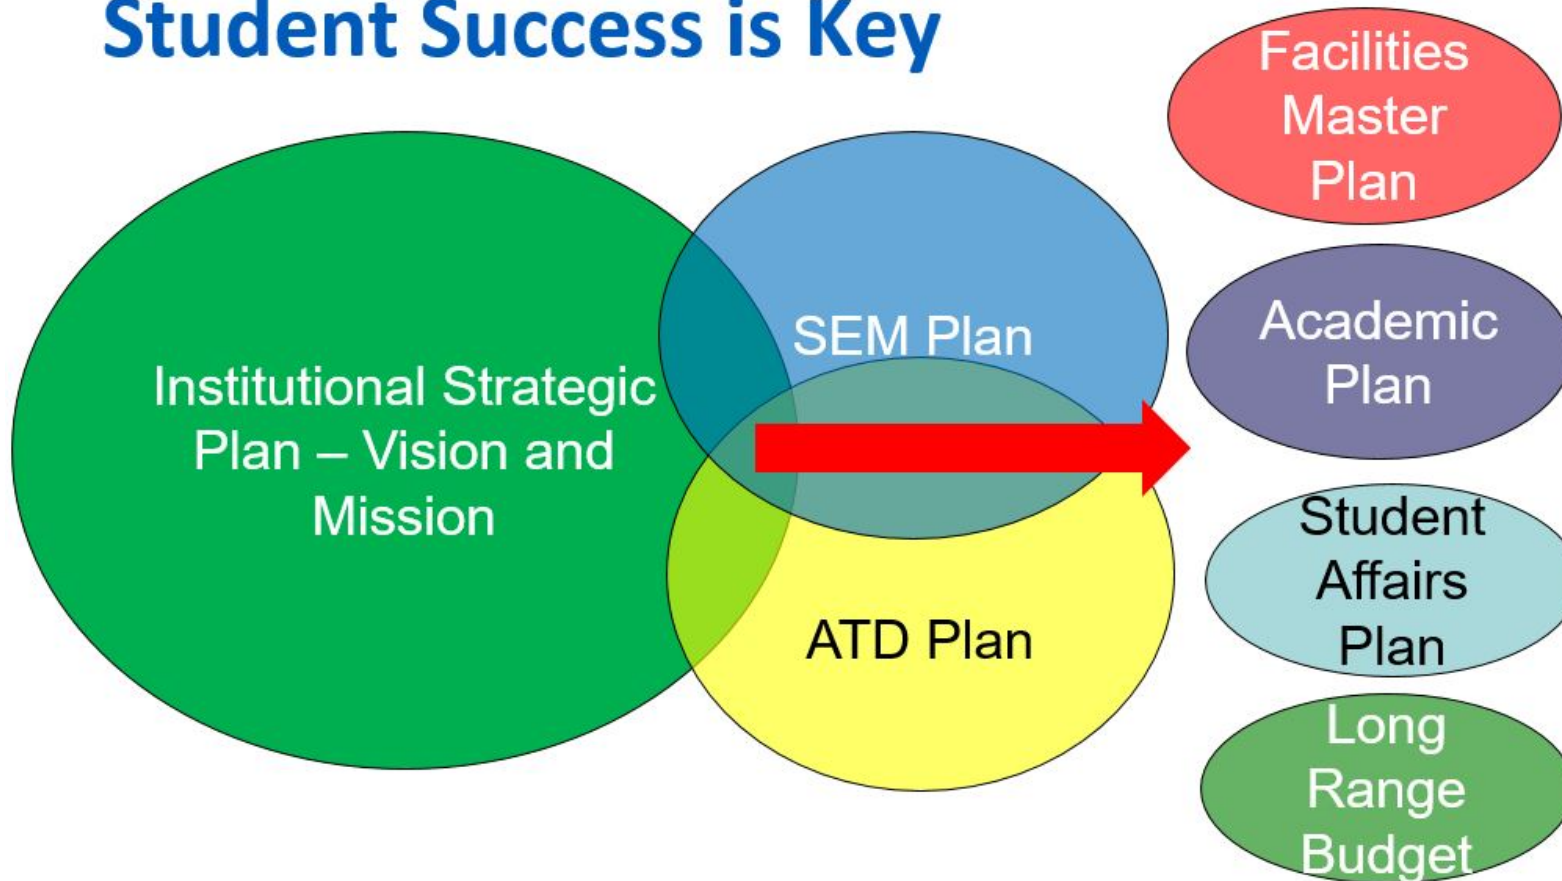 Student Success is Key
Institutional Strategic
Plan – Vision and
Mission
SEM Plan
ATD Plan
Facilities
Master
Plan
Academic
Plan
Student
Affairs
Plan
Long
Range
Budget